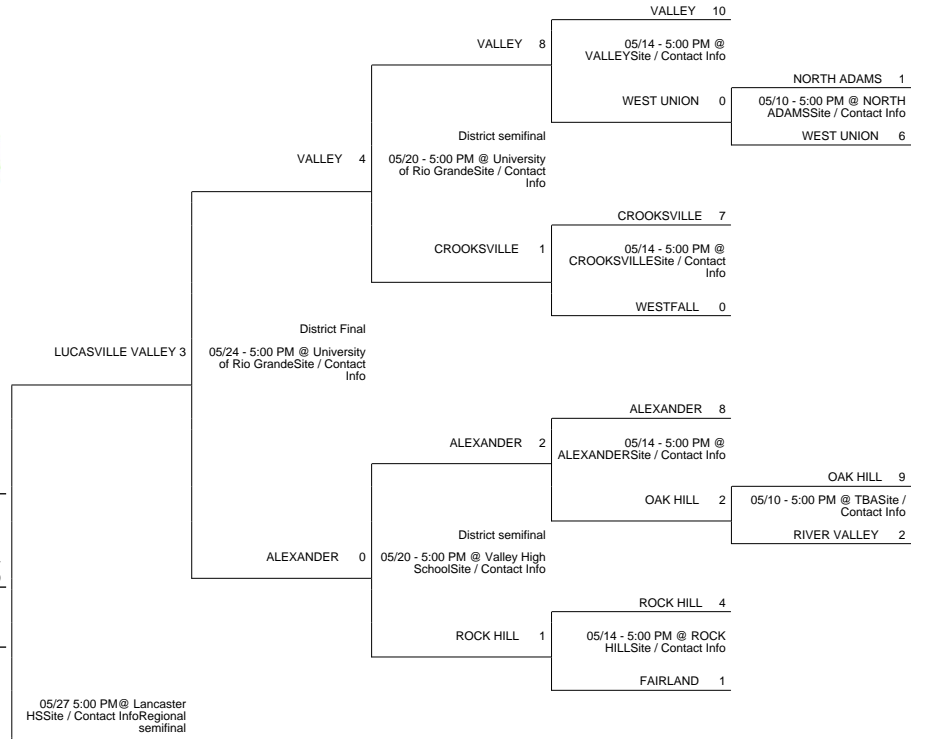 VALLEY 10
VALLEY 8
05/14 - 5:00 PM @
VALLEYSite / Contact Info
NORTH ADAMS 1
WEST UNION 0
05/10 - 5:00 PM @ NORTH
ADAMSSite / Contact Info
WEST UNION 6
District semifinal
VALLEY 4
05/20 - 5:00 PM @ University
of Rio GrandeSite / Contact
Info
CROOKSVILLE 7
CROOKSVILLE 1
05/14 - 5:00 PM @
CROOKSVILLESite / Contact
Info
WESTFALL 0
District Final
LUCASVILLE VALLEY 3
05/24 - 5:00 PM @ University
of Rio GrandeSite / Contact
Info
ALEXANDER 8
ALEXANDER 2
05/14 - 5:00 PM @
ALEXANDERSite / Contact Info
OAK HILL 9
OAK HILL 2
05/10 - 5:00 PM @ TBASite /
Contact Info
RIVER VALLEY 2
District semifinal
ALEXANDER 0
05/20 - 5:00 PM @ Valley High
SchoolSite / Contact Info
ROCK HILL 4
ROCK HILL 1
05/14 - 5:00 PM @ ROCK
HILLSite / Contact Info
FAIRLAND 1
05/27 5:00 PM@ Lancaster
HSSite / Contact InfoRegional
semifinal